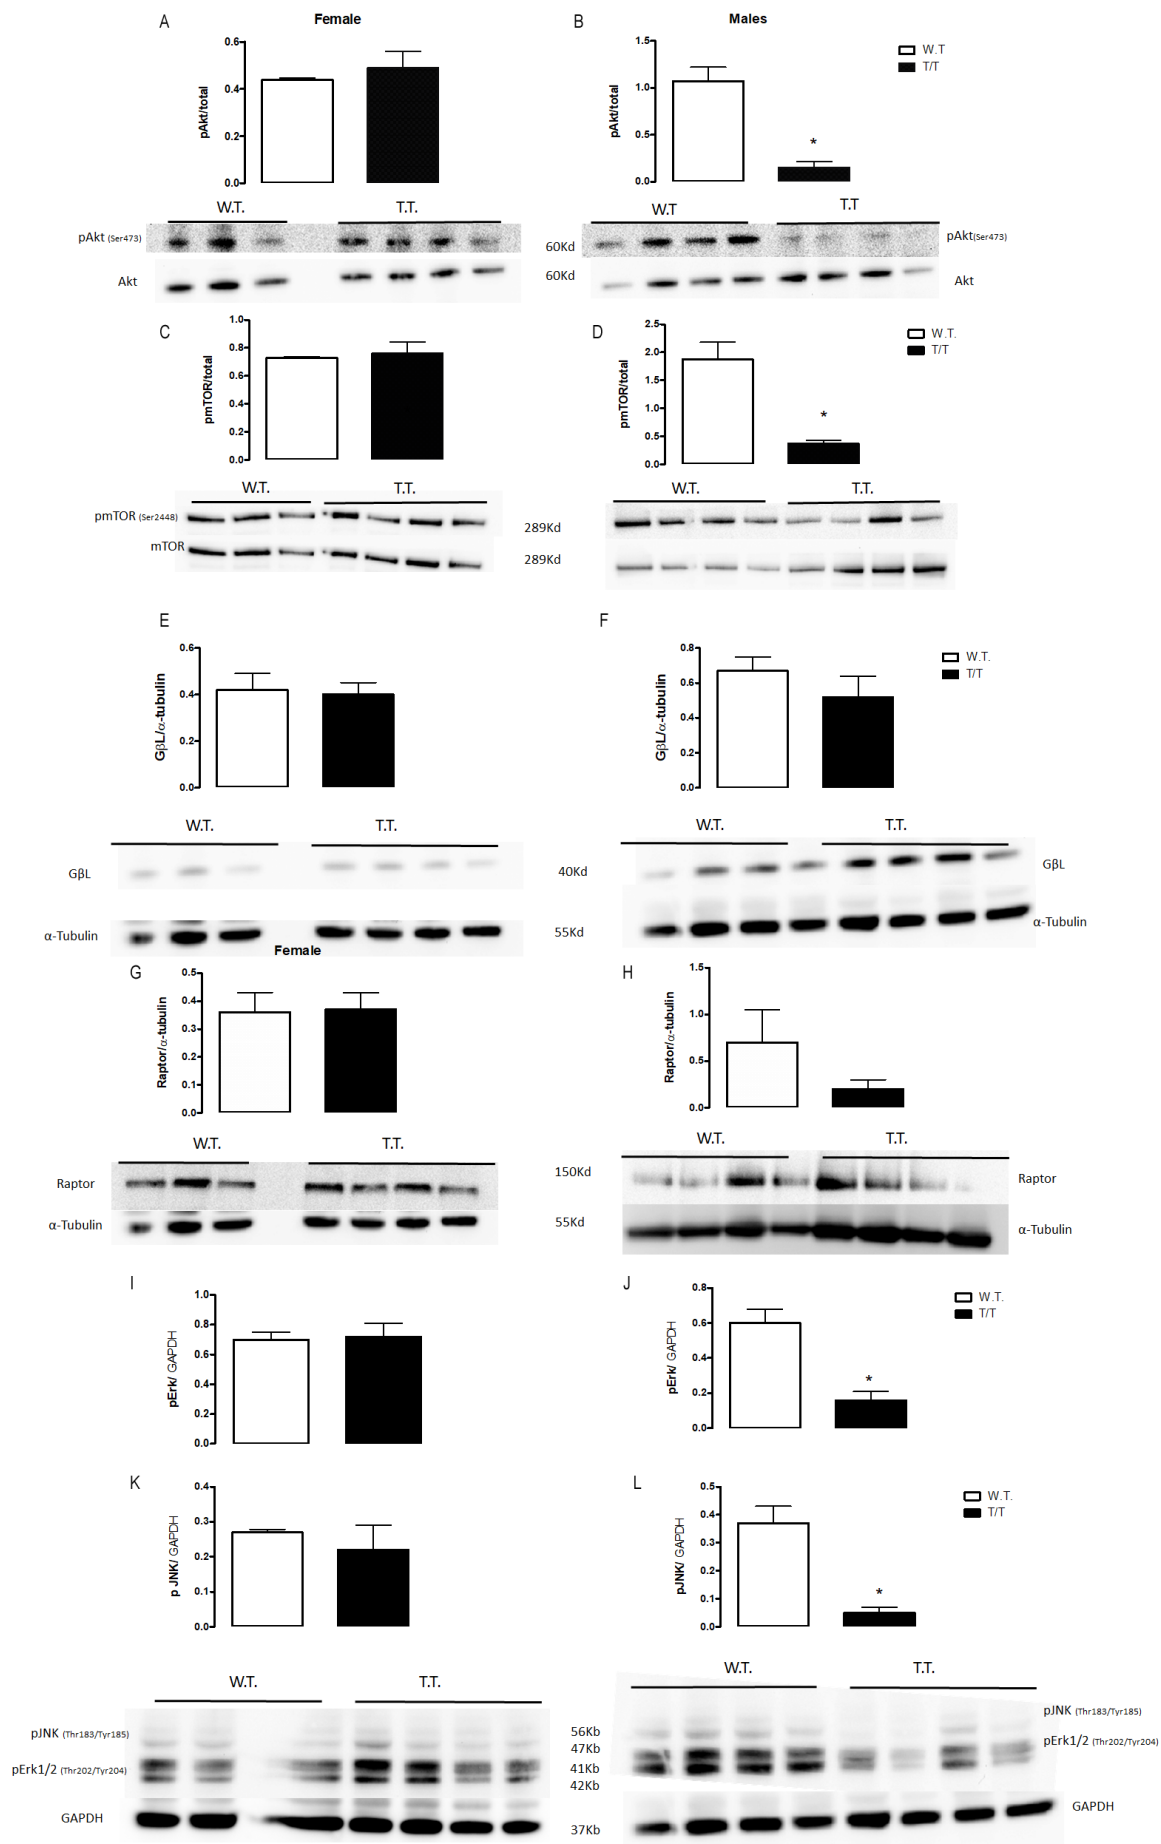 A
Female
B
Males
pAkt/total
0.6
0.4
0.2
0.0
pAkt/total
1.5
1.0
0.5
0.0
W.T
T/T
*
W.T.
T.T.
W.T
T.T
pAkt (Ser473)
60Kd
pAkt(Ser473)
Akt
60Kd
Akt
C
pmTOR/total
1.0
0.8
0.6
0.4
0.2
0.0
D
pmTOR/total
2.5
2.0
1.5
1.0
0.5
0.0
W.T.
T/T
*
W.T.
T.T.
W.T.
T.T.
pmTOR (Ser2448)
289Kd
mTOR
289Kd
E
GβL/α-tubulin
0.6
0.4
0.2
0.0
F
GβL/α-tubulin
0.8
0.6
0.4
0.2
0.0
W.T.
T/T
W.T.
T.T.
W.T.
T.T.
GβL
40Kd
GβL
α-Tubulin
55Kd
α-Tubulin
Female
G
Raptor/α-tubulin
0.5
0.4
0.3
0.2
0.1
0.0
H
Raptor/α-tubulin
1.5
1.0
0.5
0.0
W.T.
T.T.
W.T.
T.T.
Raptor
150Kd
Raptor
α-Tubulin
55Kd
α-Tubulin
I
pErk/ GAPDH
1.0
0.8
0.6
0.4
0.2
0.0
J
pErk/ GAPDH
0.8
0.6
0.4
0.2
0.0
W.T.
T/T
*
K
p JNK/ GAPDH
0.4
0.3
0.2
0.1
0.0
L
pJNK/ GAPDH
0.5
0.4
0.3
0.2
0.1
0.0
W.T.
T/T
*
W.T.
T.T.
W.T.
T.T.
pJNK (Thr183/Tyr185)
56Kb
pJNK (Thr183/Tyr185)
47Kb
pErk1/2 (Thr202/Tyr204)
pErk1/2 (Thr202/Tyr204)
41Kb
42Kb
GAPDH
37Kb
GAPDH